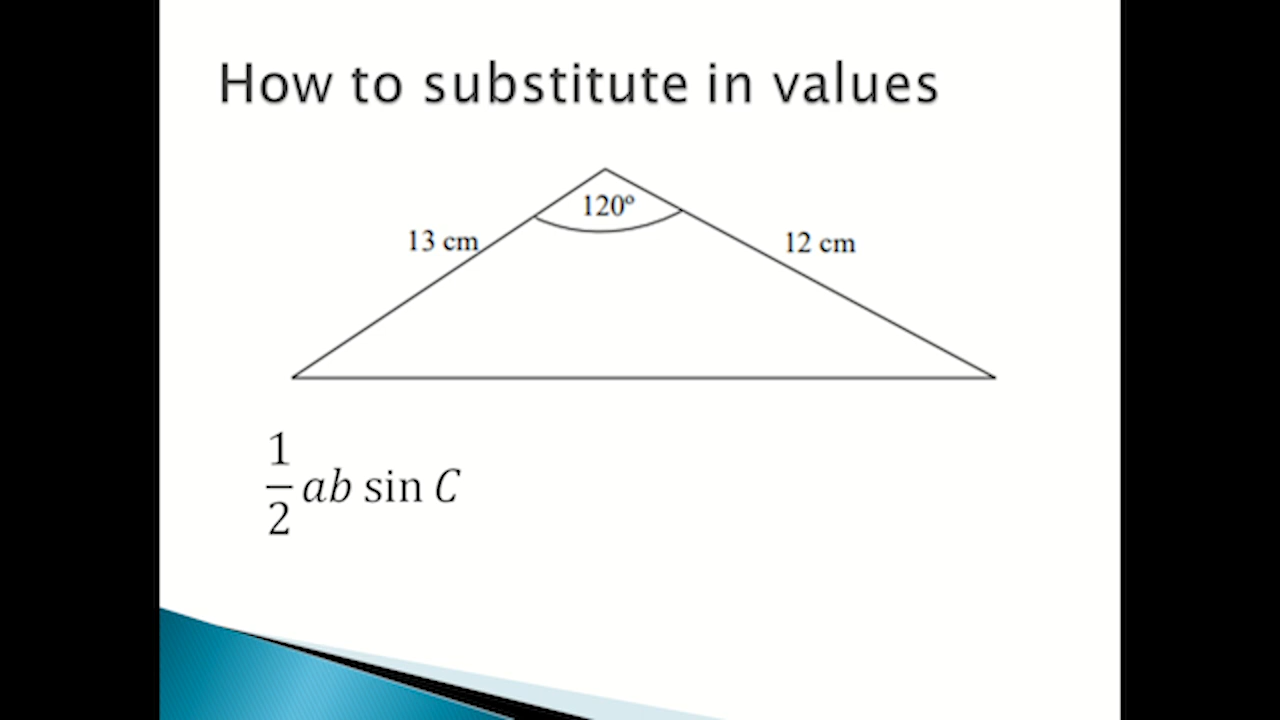 How to substitute in values
120º
13 cm
12 cm
1/2 ab sin C